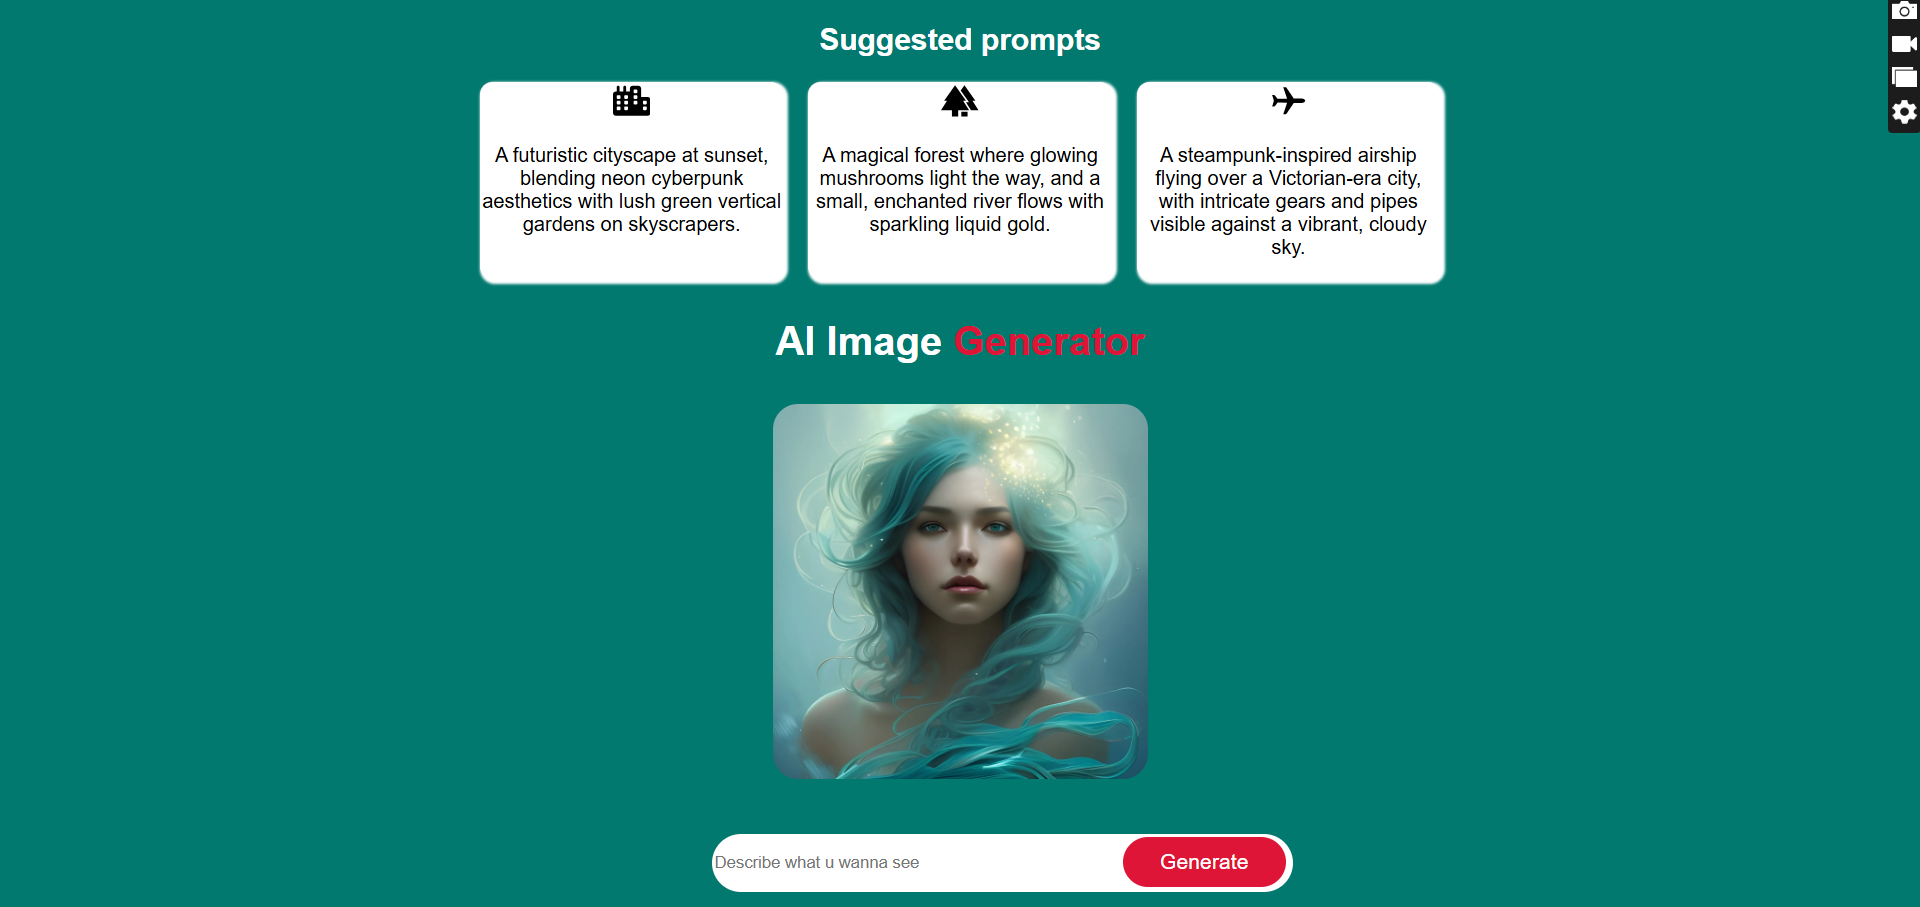 Suggested prompts
A futuristic cityscape at sunset,
blending neon cyberpunk
aesthetics with lush green vertical
gardens on skyscrapers.
A magical forest where glowing
mushrooms light the way, and a
small, enchanted river flows with
sparkling liquid gold.
A steampunk-inspired airship
flying over a Victorian-era city,
with intricate gears and pipes
visible against a vibrant, cloudy
sky.
AI Image Generator
Describe what u wanna see
Generate